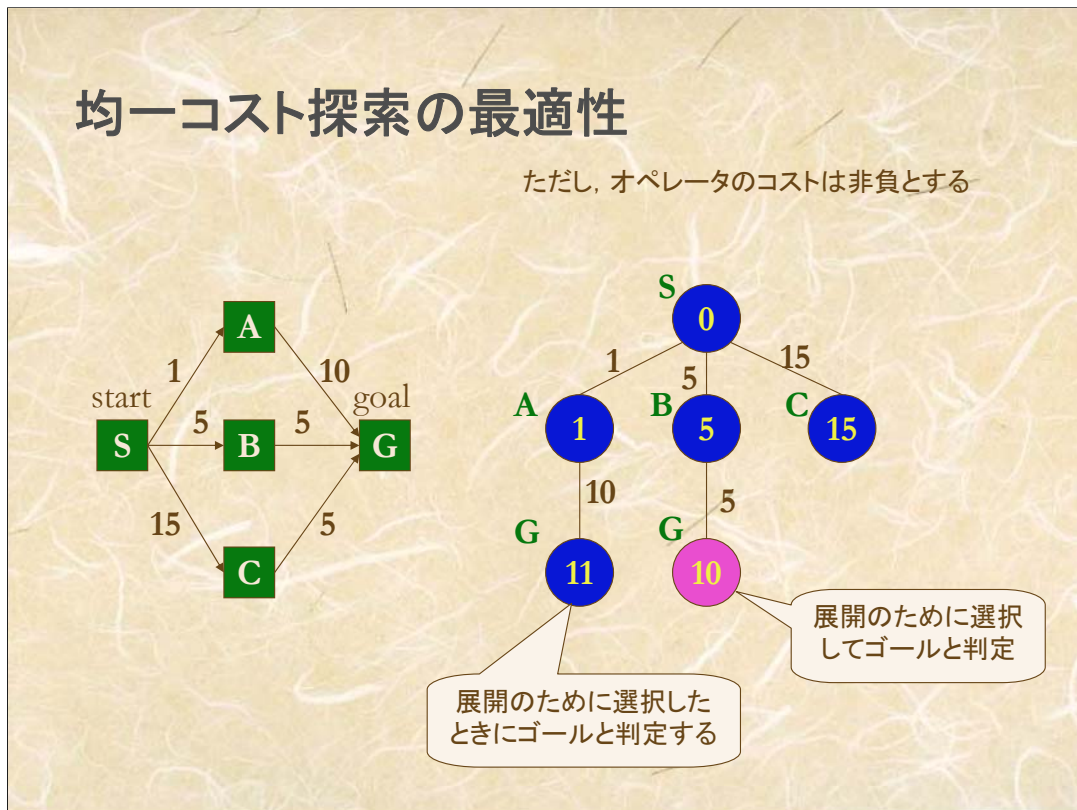 均一コスト探索の最適性
ただし, オペレータのコストは非負とする
A
1
10
start
goal
S
5
B
5
G
15
5
C
S
0
1
5
15
A
1
B
5
C
15
10
5
G
11
G
10
展開のために選択
してゴールと判定
展開のために選択した
ときにゴールと判定する